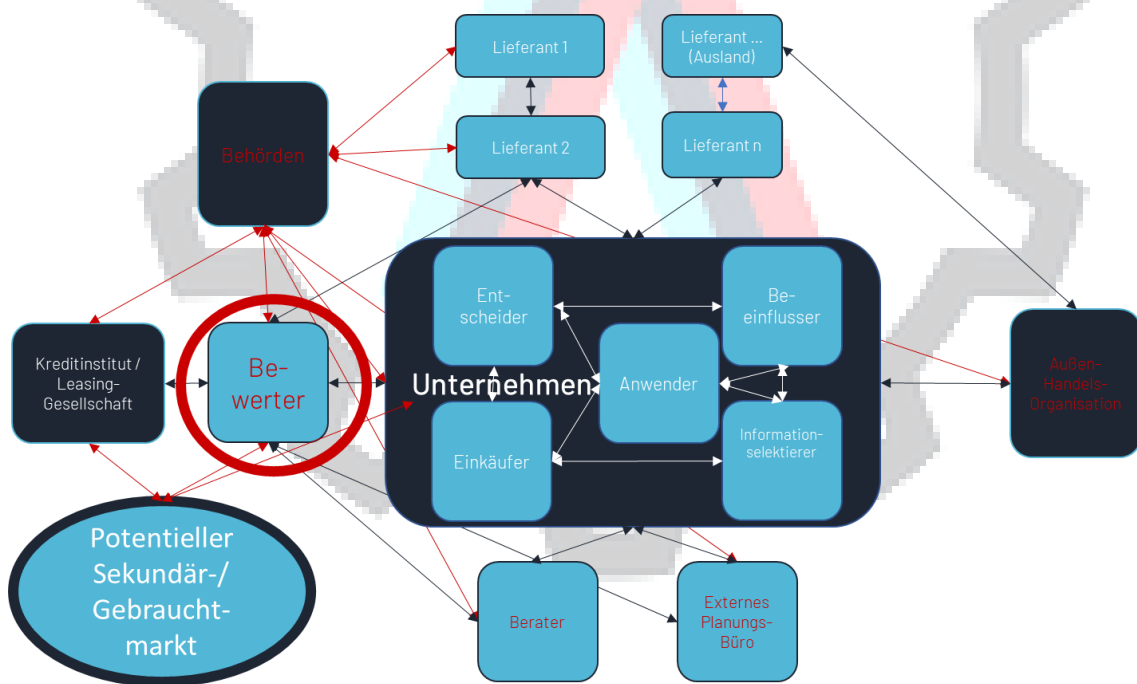 Lieferant 1
Lieferant ...
(Ausland)
Behörden
Lieferant 2
Lieferant n
Ent-
scheider
Be-
einflusser
Kreditinstitut /
Leasing-
Gesellschaft
Be-
werter
Unternehmen
Anwender
Außen-
Handels-
Organisation
Einkäufer
Information-
selektierer
Potentieller
Sekundär-/
Gebraucht-
markt
Berater
Externes
Planungs-
Büro